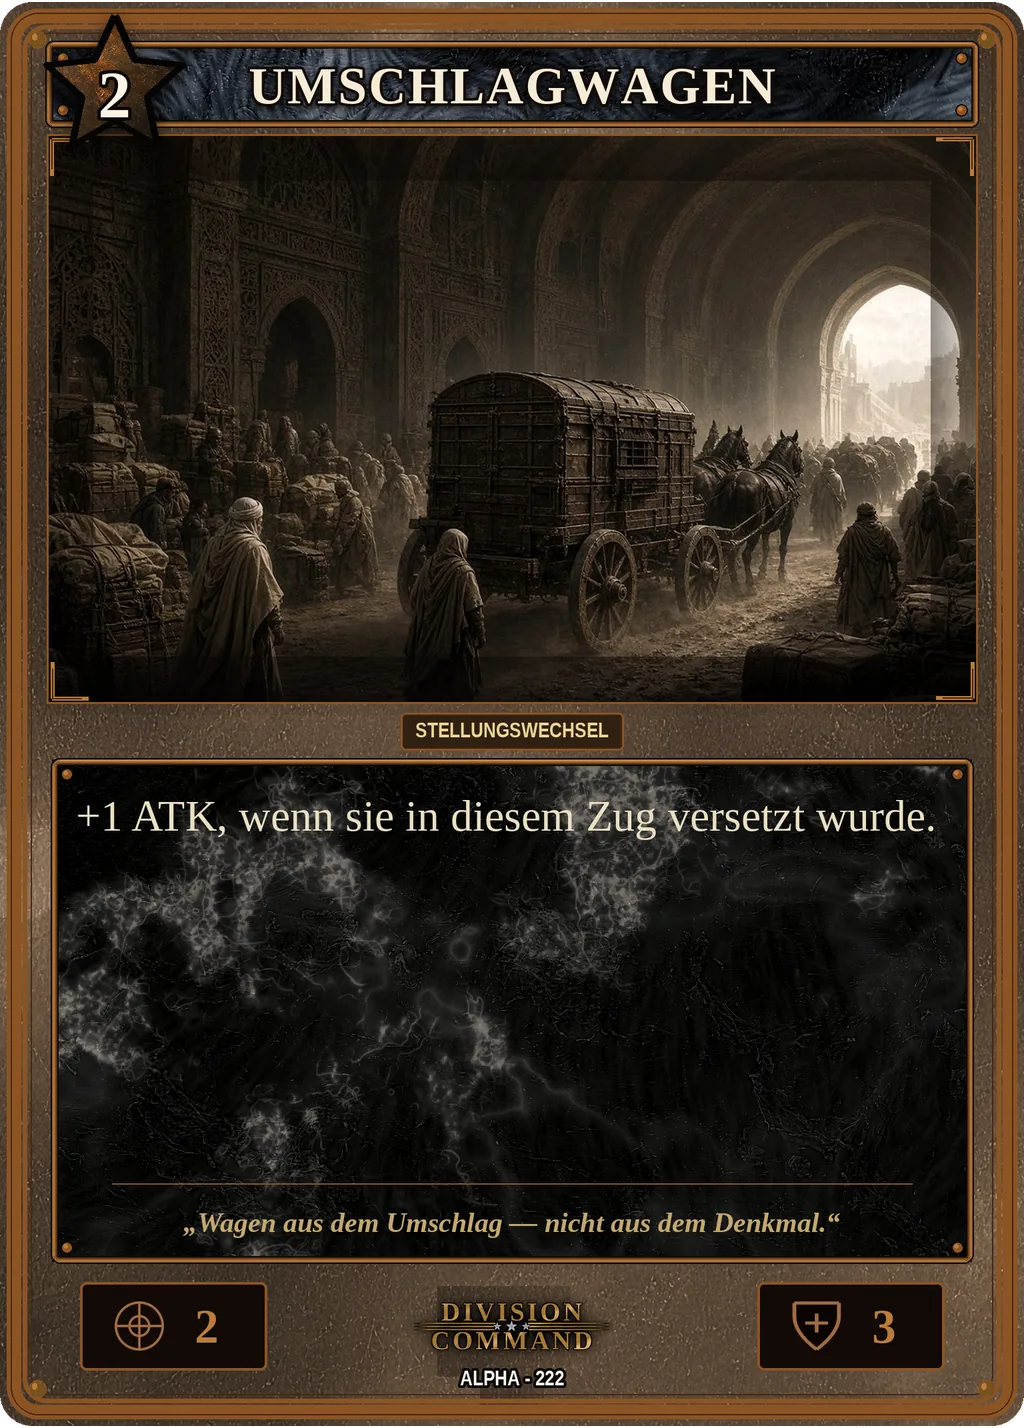 2
UMSCHLAGWAGEN
STELLUNGSWECHSEL
+1 ATK, wenn sie in diesem Zug versetzt wurde.
„Wagen aus dem Umschlag — nicht aus dem Denkmal.“
2
DIVISION
COMMAND
3
ALPHA - 222